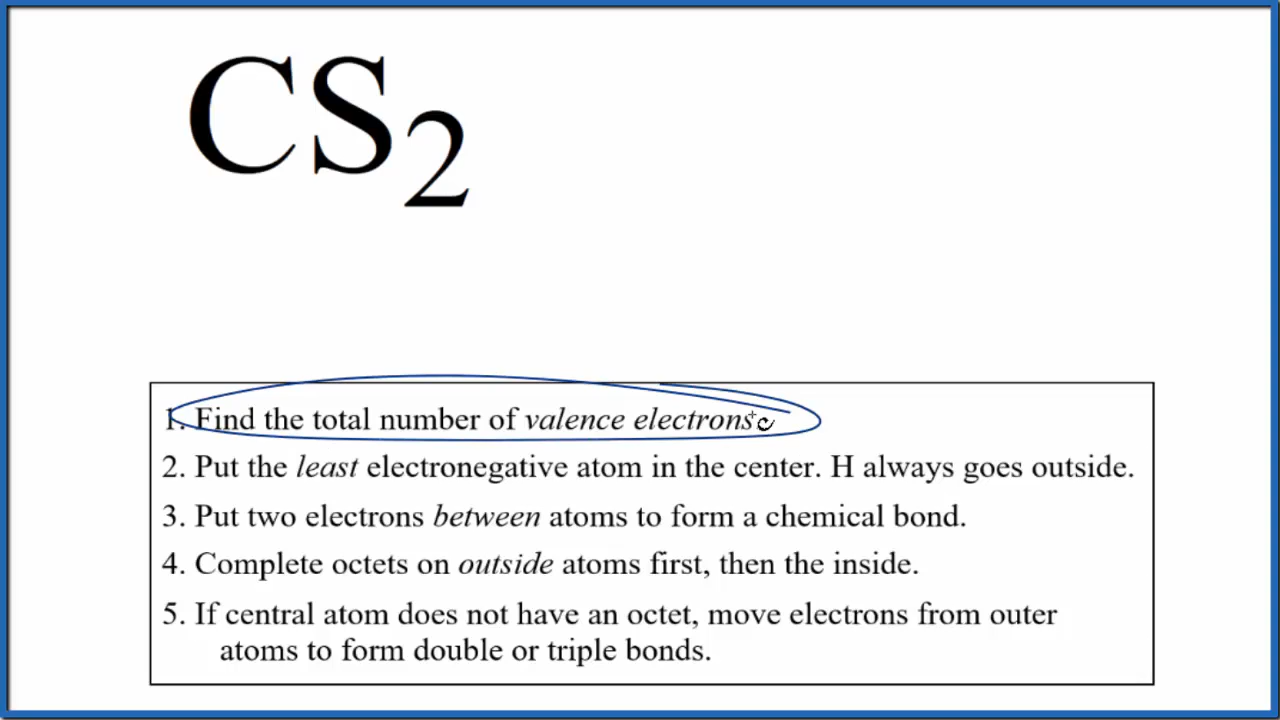 CS₂
1. Find the total number of valence electrons
2. Put the least electronegative atom in the center. H always goes outside.
3. Put two electrons between atoms to form a chemical bond.
4. Complete octets on outside atoms first, then the inside.
5. If central atom does not have an octet, move electrons from outer
atoms to form double or triple bonds.